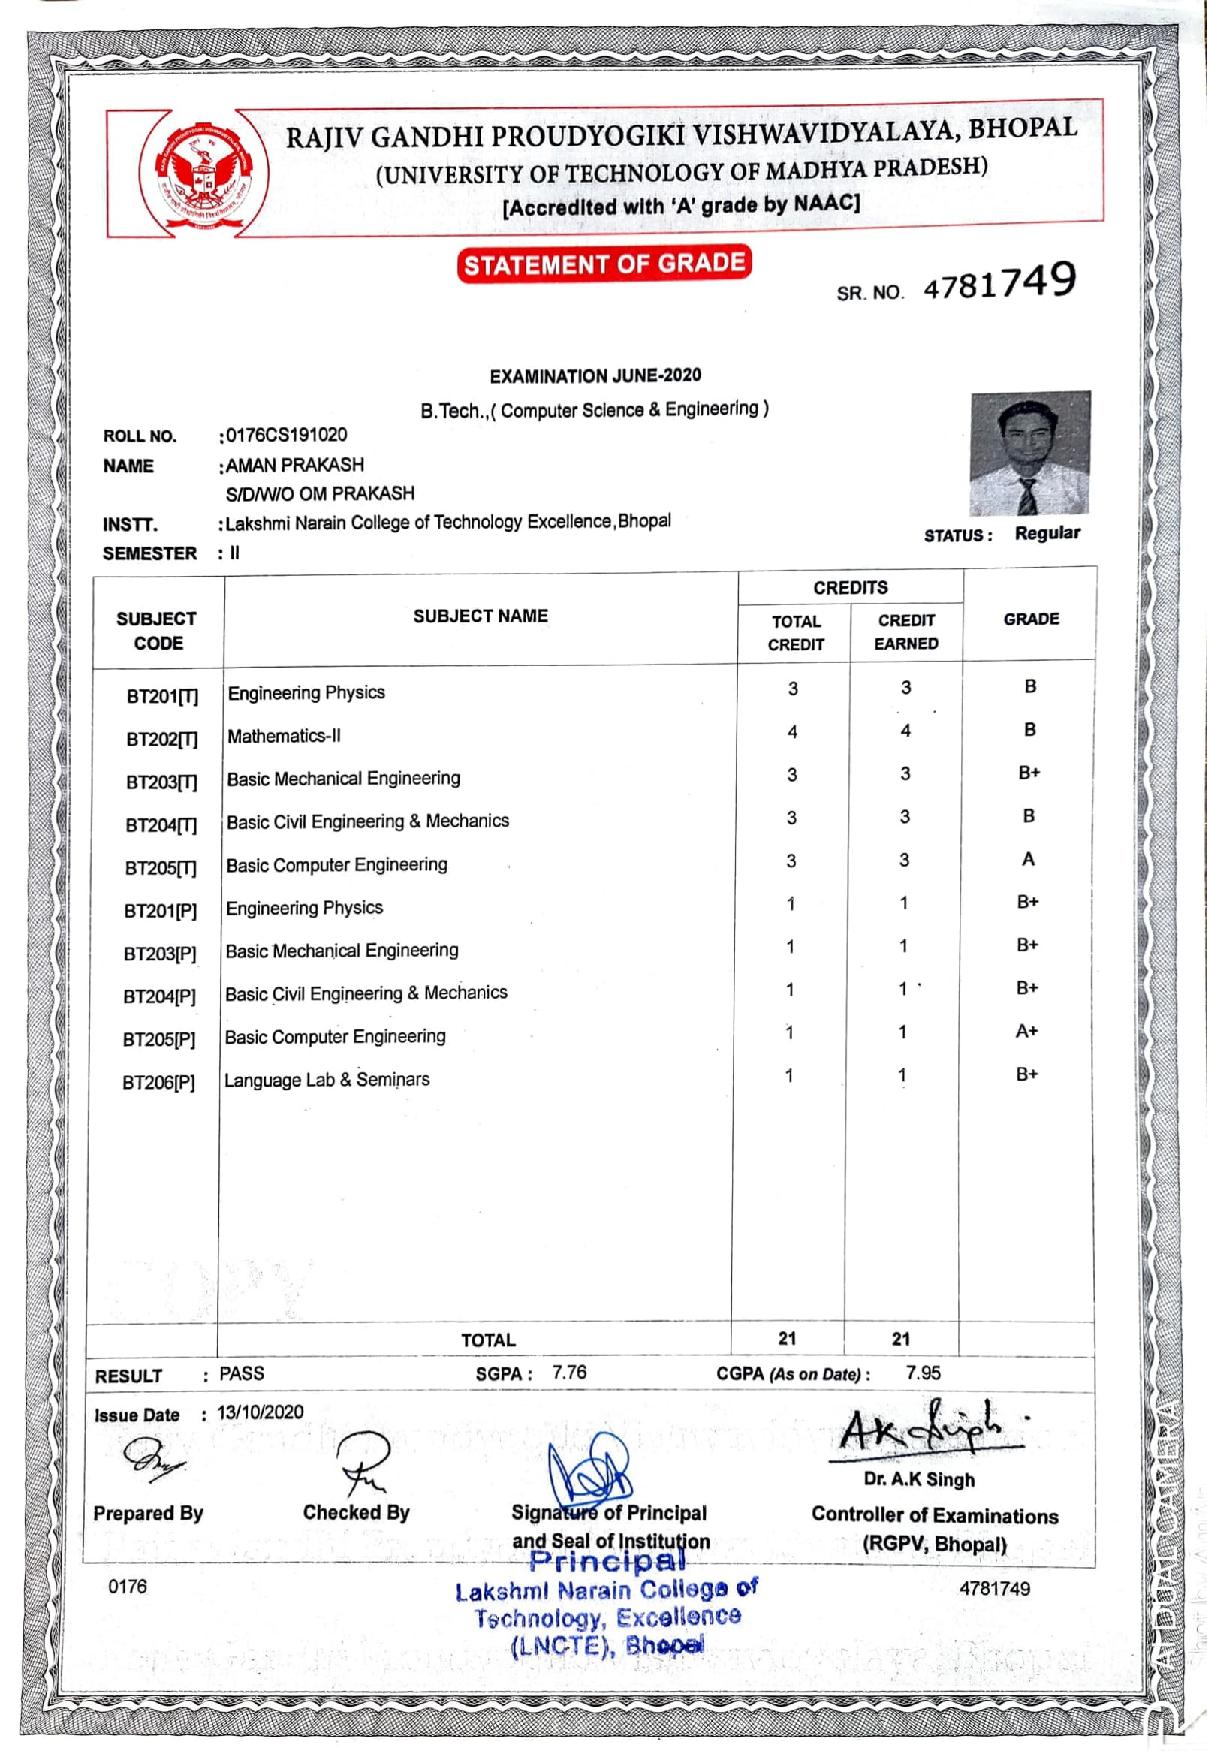 RAJIV GANDHI PROUDYOGIKI VISHWAVIDYALAYA, BHOPAL
(UNIVERSITY OF TECHNOLOGY OF MADHYA PRADESH)
[Accredited with 'A' grade by NAAC]
STATEMENT OF GRADE
SR. NO. 4781749
EXAMINATION JUNE-2020
B.Tech.,( Computer Science & Engineering )
ROLL NO. :0176CS191020
NAME :AMAN PRAKASH
S/D/W/O OM PRAKASH
INSTT. :Lakshmi Narain College of Technology Excellence,Bhopal
STATUS : Regular
SEMESTER : II
SUBJECT CODE SUBJECT NAME CREDITS TOTAL CREDIT CREDIT EARNED GRADE
BT201[T] Engineering Physics 3 3 B
BT202[T] Mathematics-II 4 4 B
BT203[T] Basic Mechanical Engineering 3 3 B+
BT204[T] Basic Civil Engineering & Mechanics 3 3 B
BT205[T] Basic Computer Engineering 3 3 A
BT201[P] Engineering Physics 1 1 B+
BT203[P] Basic Mechanical Engineering 1 1 B+
BT204[P] Basic Civil Engineering & Mechanics 1 1 B+
BT205[P] Basic Computer Engineering 1 1 A+
BT206[P] Language Lab & Seminars 1 1 B+
TOTAL 21 21
RESULT : PASS SGPA : 7.76 CGPA (As on Date) : 7.95
Issue Date : 13/10/2020
AK Singh
Dr. A.K Singh
Prepared By Checked By Signature of Principal Controller of Examinations
and Seal of Institution (RGPV, Bhopal)
Principal
0176 Lakshmi Narain College of 4781749
Technology, Excellence
(LNCTE), Bhopal
AI DUAL CAMERA